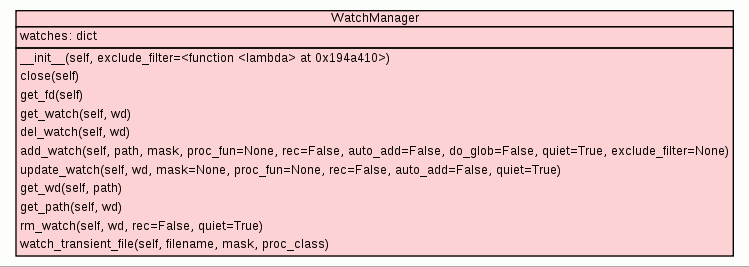 WatchManager
watches: dict
__init__(self, exclude_filter=<function <lambda> at 0x194a410>)
close(self)
get_fd(self)
get_watch(self, wd)
del_watch(self, wd)
add_watch(self, path, mask, proc_fun=None, rec=False, auto_add=False, do_glob=False, quiet=True, exclude_filter=None)
update_watch(self, wd, mask=None, proc_fun=None, rec=False, auto_add=False, quiet=True)
get_wd(self, path)
get_path(self, wd)
rm_watch(self, wd, rec=False, quiet=True)
watch_transient_file(self, filename, mask, proc_class)